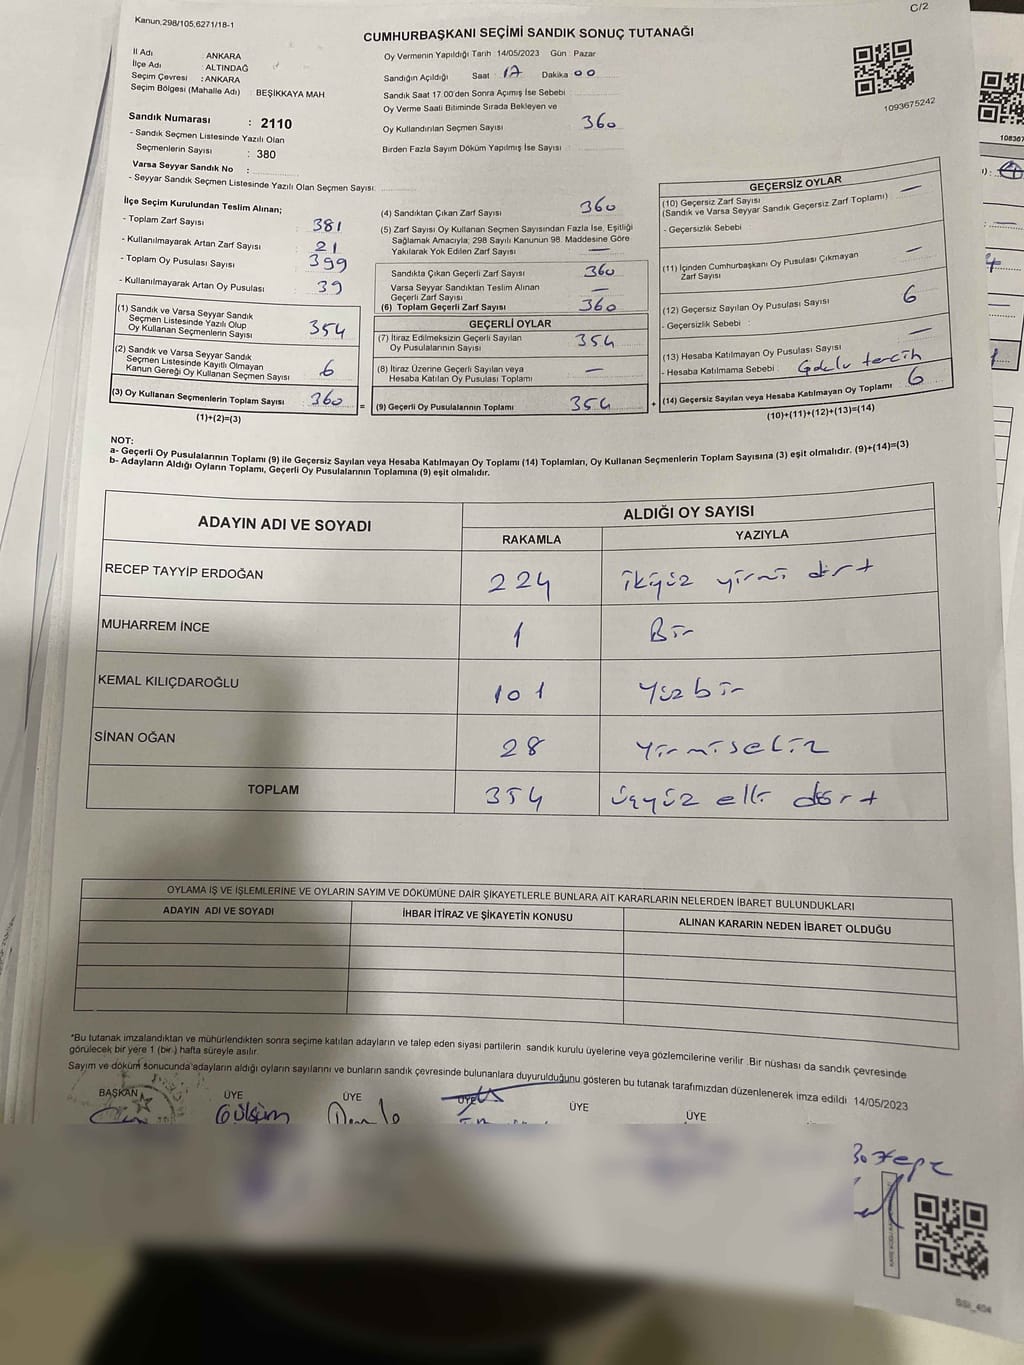 C/2
Kanun,298/105,6271/18-1
CUMHURBAŞKANI SEÇİMİ SANDIK SONUÇ TUTANAĞI
İl Adı : ANKARA
İlçe Adı : ALTINDAĞ
Seçim Çevresi : ANKARA
Seçim Bölgesi (Mahalle Adı) : BEŞİKKAYA MAH
Oy Vermenin Yapıldığı Tarih : 14/05/2023 Gün : Pazar
Sandığın Açıldığı Saat : 17 Dakika 00
Sandık Saat 17.00'den Sonra Açımış İse Sebebi :
Oy Verme Saati Bitiminde Sırada Bekleyen ve
Oy Kullandırılan Seçmen Sayısı 360
Birden Fazla Sayım Döküm Yapılmış İse Sayısı :
1093675242
Sandık Numarası : 2110
- Sandık Seçmen Listesinde Yazılı Olan
Seçmenlerin Sayısı : 380
Varsa Seyyar Sandık No :
- Seyyar Sandık Seçmen Listesinde Yazılı Olan Seçmen Sayısı:
İlçe Seçim Kurulundan Teslim Alınan;
- Toplam Zarf Sayısı 381
- Kullanılmayarak Artan Zarf Sayısı 21
- Toplam Oy Pusulası Sayısı 399
- Kullanılmayarak Artan Oy Pusulası 39
(1) Sandık ve Varsa Seyyar Sandık
Seçmen Listesinde Yazılı Olup
Oy Kullanan Seçmenlerin Sayısı 354
(2) Sandık ve Varsa Seyyar Sandık
Seçmen Listesinde Kayıtlı Olmayan
Kanun Gereği Oy Kullanan Seçmen Sayısı 6
(3) Oy Kullanan Seçmenlerin Toplam Sayısı 360 =
(1)+(2)=(3)
(4) Sandıktan Çıkan Zarf Sayısı 360
(5) Zarf Sayısı Oy Kullanan Seçmen Sayısından Fazla İse, Eşitliği
Sağlamak Amacıyla, 298 Sayılı Kanunun 98. Maddesine Göre
Yakılarak Yok Edilen Zarf Sayısı —
Sandıkta Çıkan Geçerli Zarf Sayısı 360
Varsa Seyyar Sandıktan Teslim Alınan
Geçerli Zarf Sayısı —
(6) Toplam Geçerli Zarf Sayısı 360
GEÇERLİ OYLAR
(7) İtiraz Edilmeksizin Geçerli Sayılan
Oy Pusulalarının Sayısı 354
(8) İtiraz Üzerine Geçerli Sayılan veya
Hesaba Katılan Oy Pusulası Toplamı —
(9) Geçerli Oy Pusulalarının Toplamı 354 +
GEÇERSİZ OYLAR
(10) Geçersiz Zarf Sayısı —
(Sandık ve Varsa Seyyar Sandık Geçersiz Zarf Toplamı)
- Geçersizlik Sebebi :
(11) İçinden Cumhurbaşkanı Oy Pusulası Çıkmayan
Zarf Sayısı —
(12) Geçersiz Sayılan Oy Pusulası Sayısı 6
- Geçersizlik Sebebi :
(13) Hesaba Katılmayan Oy Pusulası Sayısı —
- Hesaba Katılmama Sebebi : tercih
(14) Geçersiz Sayılan veya Hesaba Katılmayan Oy Toplamı 6
(10)+(11)+(12)+(13)=(14)
NOT:
a- Geçerli Oy Pusulalarının Toplamı (9) ile Geçersiz Sayılan veya Hesaba Katılmayan Oy Toplamı (14) Toplamları, Oy Kullanan Seçmenlerin Toplam Sayısına (3) eşit olmalıdır. (9)+(14)=(3)
b- Adayların Aldığı Oyların Toplamı, Geçerli Oy Pusulalarının Toplamına (9) eşit olmalıdır.
ADAYIN ADI VE SOYADI ALDIĞI OY SAYISI
RAKAMLA YAZIYLA
RECEP TAYYİP ERDOĞAN 224 ikiyüz yirmi dört
MUHARREM İNCE 1 Bir
KEMAL KILIÇDAROĞLU 101 Yüz bir
SİNAN OĞAN 28 Yirmisekiz
TOPLAM 354 üçyüz elli dört
OYLAMA İŞ VE İŞLEMLERİNE VE OYLARIN SAYIM VE DÖKÜMÜNE DAİR ŞİKAYETLERLE BUNLARA AİT KARARLARIN NELERDEN İBARET BULUNDUKLARI
ADAYIN ADI VE SOYADI İHBAR İTİRAZ VE ŞİKAYETİN KONUSU ALINAN KARARIN NEDEN İBARET OLDUĞU
*Bu tutanak imzalandıktan ve mühürlendikten sonra seçime katılan adayların ve talep eden siyasi partilerin sandık kurulu üyelerine veya gözlemcilerine verilir. Bir nüshası da sandık çevresinde
görülecek bir yere 1 (bir ) hafta süreyle asılır.
Sayım ve döküm sonucunda adayların aldığı oyların sayılarını ve bunların sandık çevresinde bulunanlara duyurulduğunu gösteren bu tutanak tarafımızdan düzenlenerek imza edildi 14/05/2023
BAŞKAN ÜYE ÜYE ÜYE ÜYE ÜYE
Gülsüm
Boztepe